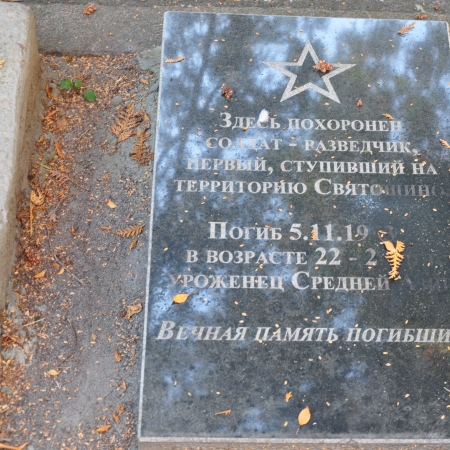 Здесь похоронен
солдат - разведчик,
первый, ступивший на
территорию Святошино
Погиб 5.11.19
в возрасте 22 - 2
уроженец Средней
Вечная память погибши